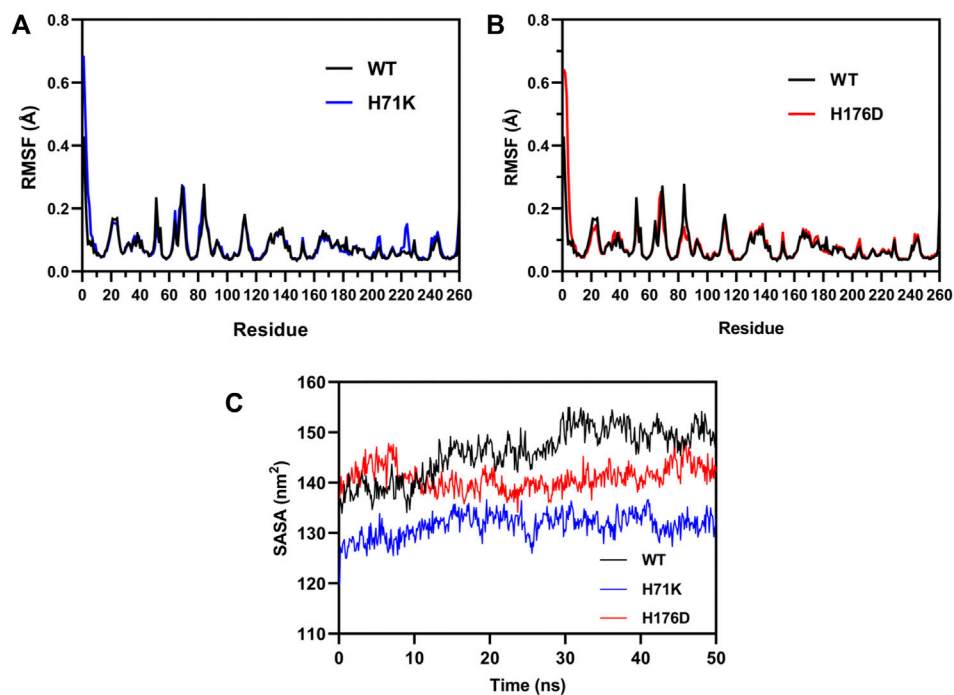 A
RMSF (Å)
0.8
0.6
0.4
0.2
0.0
WT
H71K
0 20 40 60 80 100 120 140 160 180 200 220 240 260
Residue
B
RMSF (Å)
0.8
0.6
0.4
0.2
0.0
WT
H176D
0 20 40 60 80 100 120 140 160 180 200 220 240 260
Residue
C
SASA (nm²)
160
150
140
130
120
110
WT
H71K
H176D
0 10 20 30 40 50
Time (ns)